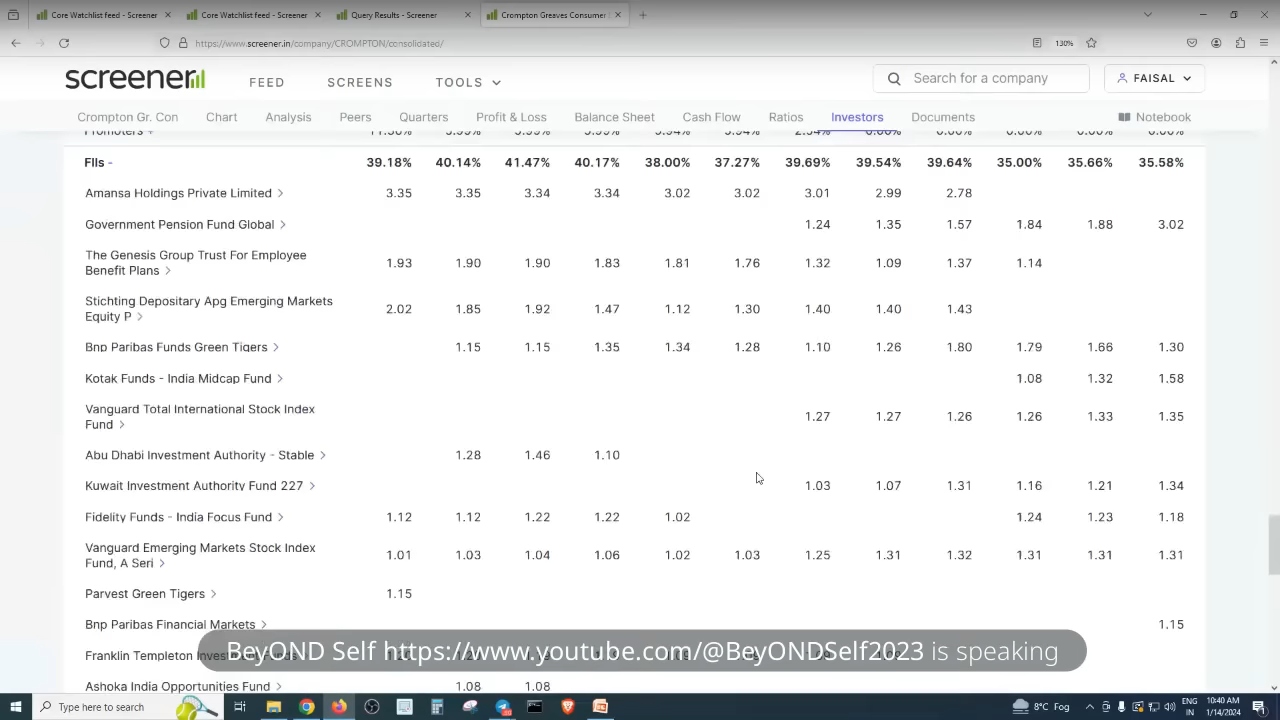 Core Watchlist - Screener
Core Watchlist - Screener
Query Results - Screener
Crompton Greaves Consumer
https://www.screener.in/company/CROMPTON/consolidated/
130%
screener
FEED SCREENS TOOLS
Search for a company
FAISAL
Crompton Gr. Con Chart Analysis Peers Quarters Profit & Loss Balance Sheet Cash Flow Ratios Investors Documents Notebook
FIIs - 39.18% 40.14% 41.47% 40.17% 38.00% 37.27% 39.69% 39.54% 39.64% 35.00% 35.66% 35.58%
Amansa Holdings Private Limited 3.35 3.35 3.34 3.34 3.02 3.02 3.01 2.99 2.78
Government Pension Fund Global 1.24 1.35 1.57 1.84 1.88 3.02
The Genesis Group Trust For Employee
Benefit Plans 1.93 1.90 1.90 1.83 1.81 1.76 1.32 1.09 1.37 1.14
Stichting Depositary Apg Emerging Markets
Equity P 2.02 1.85 1.92 1.47 1.12 1.30 1.40 1.40 1.43
Bnp Paribas Funds Green Tigers 1.15 1.15 1.35 1.34 1.28 1.10 1.26 1.80 1.79 1.66 1.30
Kotak Funds - India Midcap Fund 1.08 1.32 1.58
Vanguard Total International Stock Index
Fund 1.27 1.27 1.26 1.26 1.33 1.35
Abu Dhabi Investment Authority - Stable 1.28 1.46 1.10
Kuwait Investment Authority Fund 227 1.03 1.07 1.31 1.16 1.21 1.34
Fidelity Funds - India Focus Fund 1.12 1.12 1.22 1.22 1.02 1.24 1.23 1.18
Vanguard Emerging Markets Stock Index
Fund, A Seri 1.01 1.03 1.04 1.06 1.02 1.03 1.25 1.31 1.32 1.31 1.31 1.31
Parvest Green Tigers 1.15
Bnp Paribas Financial Markets 1.15
BeyOND Self https://www.youtube.com/@BeyONDSelf2023 is speaking
Franklin Templeton
Ashoka India Opportunities Fund 1.08 1.08
Type here to search
8°C Fog
ENG
IN
10:40 AM
1/14/2024